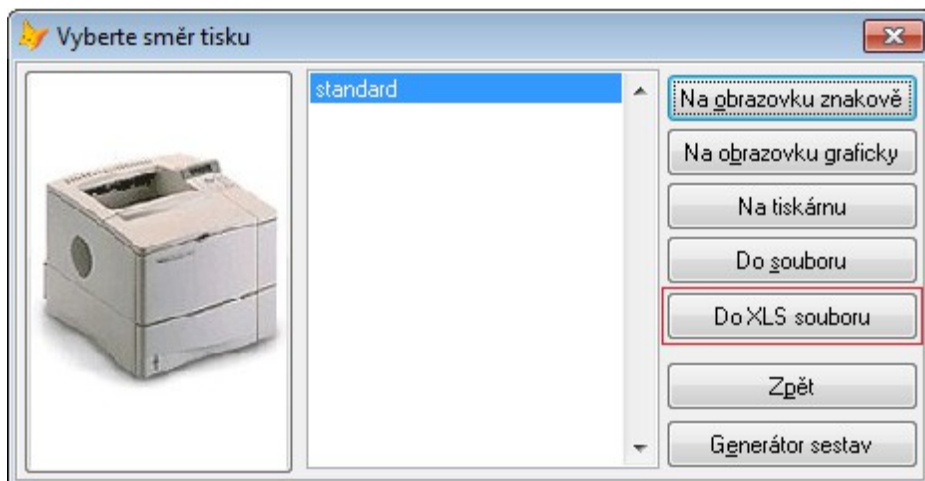 Vyberte směr tisku
standard
Na obrazovku znakově
Na obrazovku graficky
Na tiskárnu
Do souboru
Do XLS souboru
Zpět
Generátor sestav